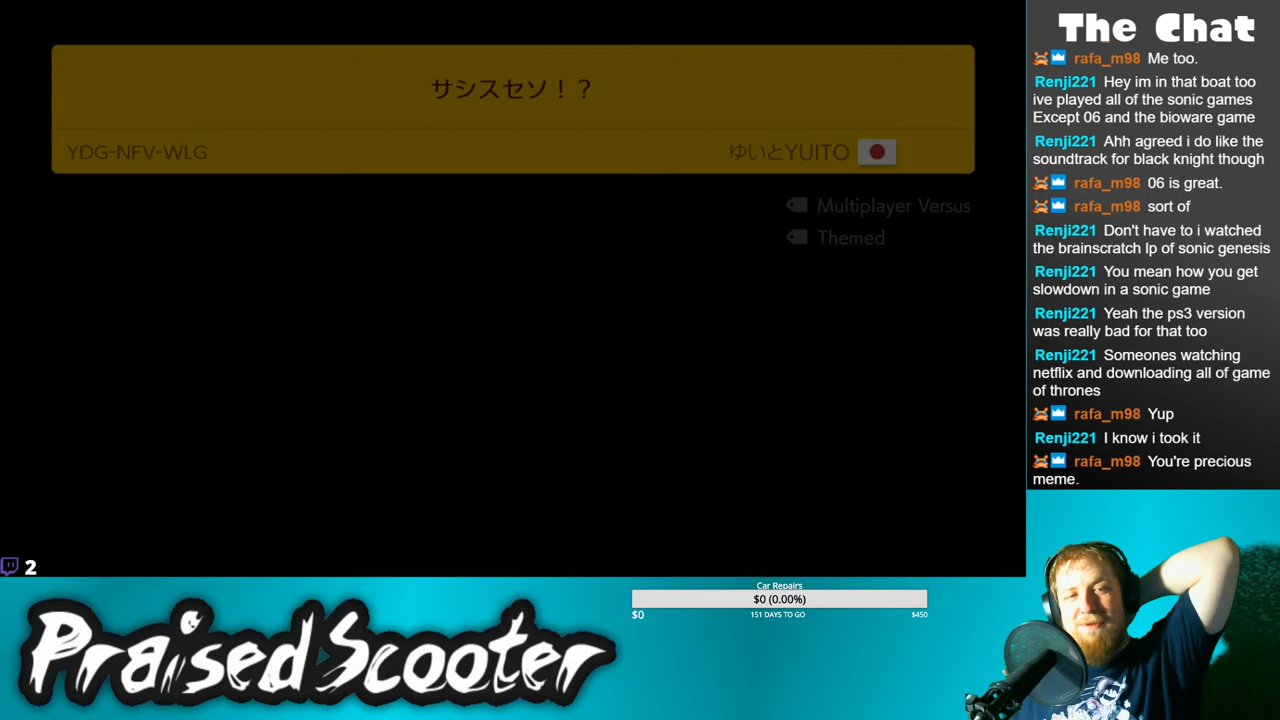 サシスセソ！？
YDG-NFV-WLG
ゆいとYUITO
Multiplayer Versus
Themed
2
The Chat
rafa_m98 Me too.
Renji221 Hey im in that boat too
ive played all of the sonic games
Except 06 and the bioware game
Renji221 Ahh agreed i do like the
soundtrack for black knight though
rafa_m98 06 is great.
rafa_m98 sort of
Renji221 Don't have to i watched
the brainscratch lp of sonic genesis
Renji221 You mean how you get
slowdown in a sonic game
Renji221 Yeah the ps3 version
was really bad for that too
Renji221 Someones watching
netflix and downloading all of game
of thrones
rafa_m98 Yup
Renji221 I know i took it
rafa_m98 You're precious
meme.
PraisedScooter
Car Repairs
$0 (0.00%)
$0 151 DAYS TO GO $450